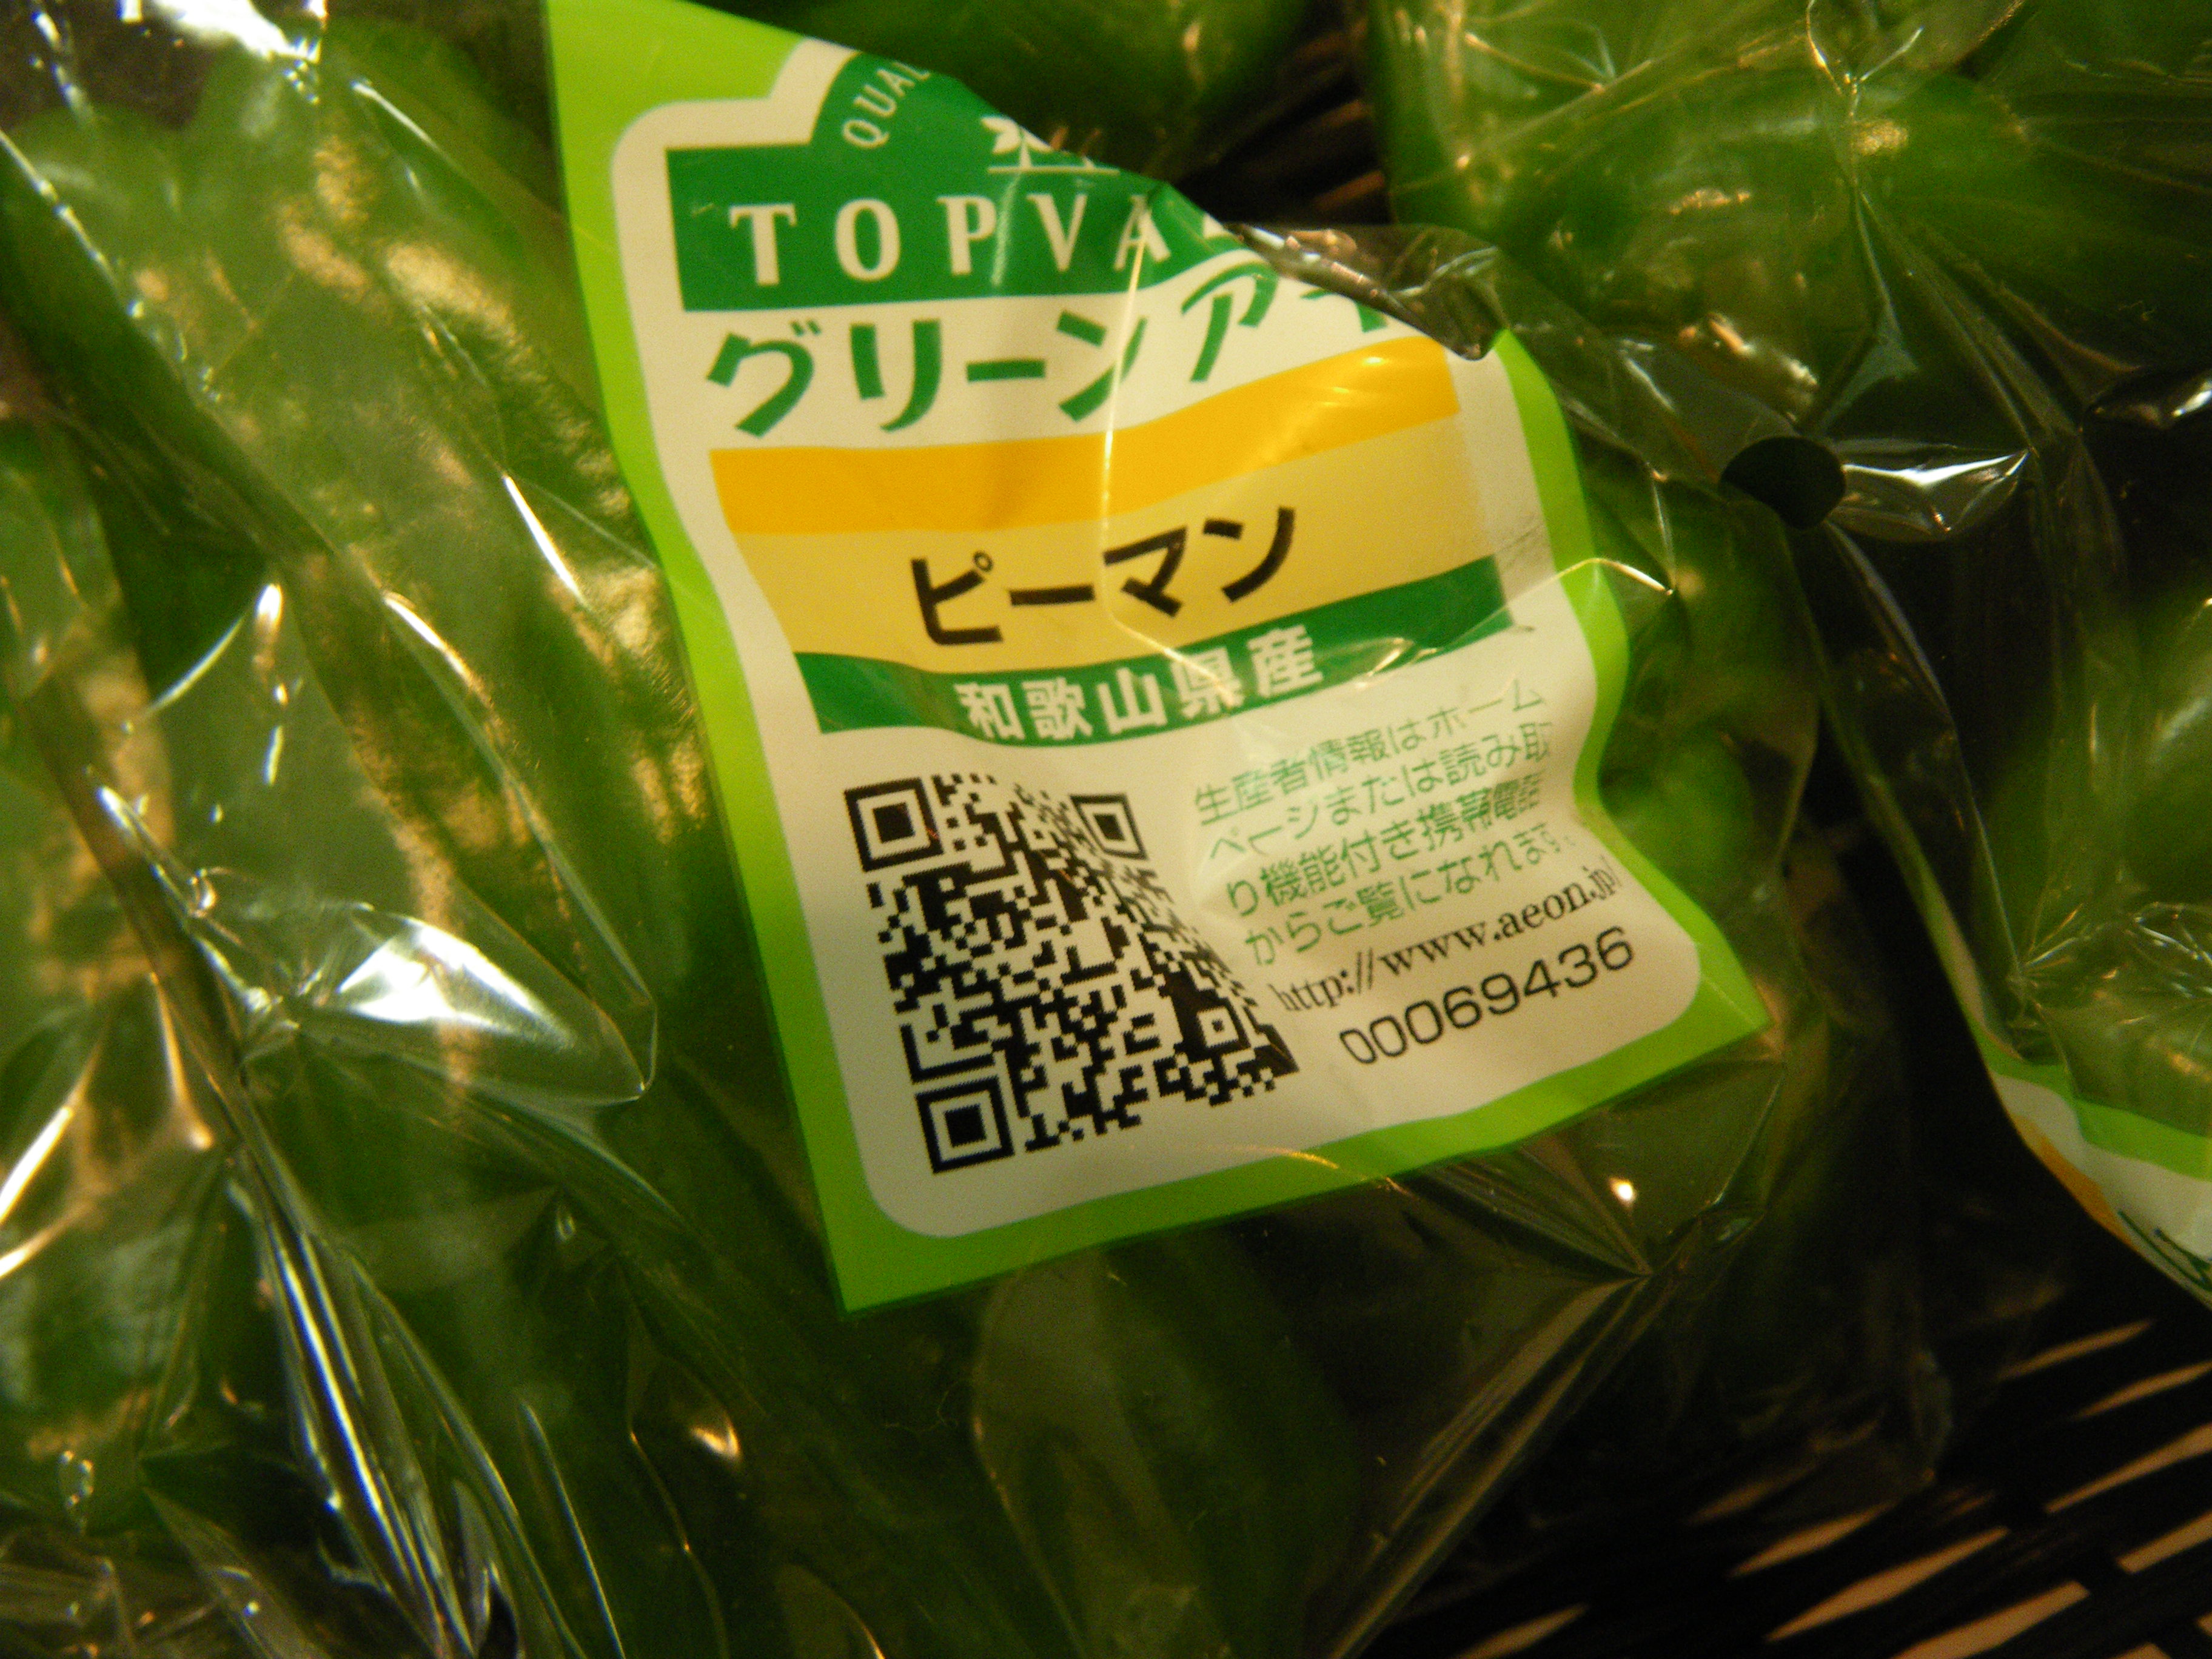 QUAL
TOPVA
グリーンアイ
ピーマン
和歌山県産
生産者情報はホーム
ページまたは読み取
り機能付き携帯電話
からご覧になれます。
http://www.aeon.jp/
00069436